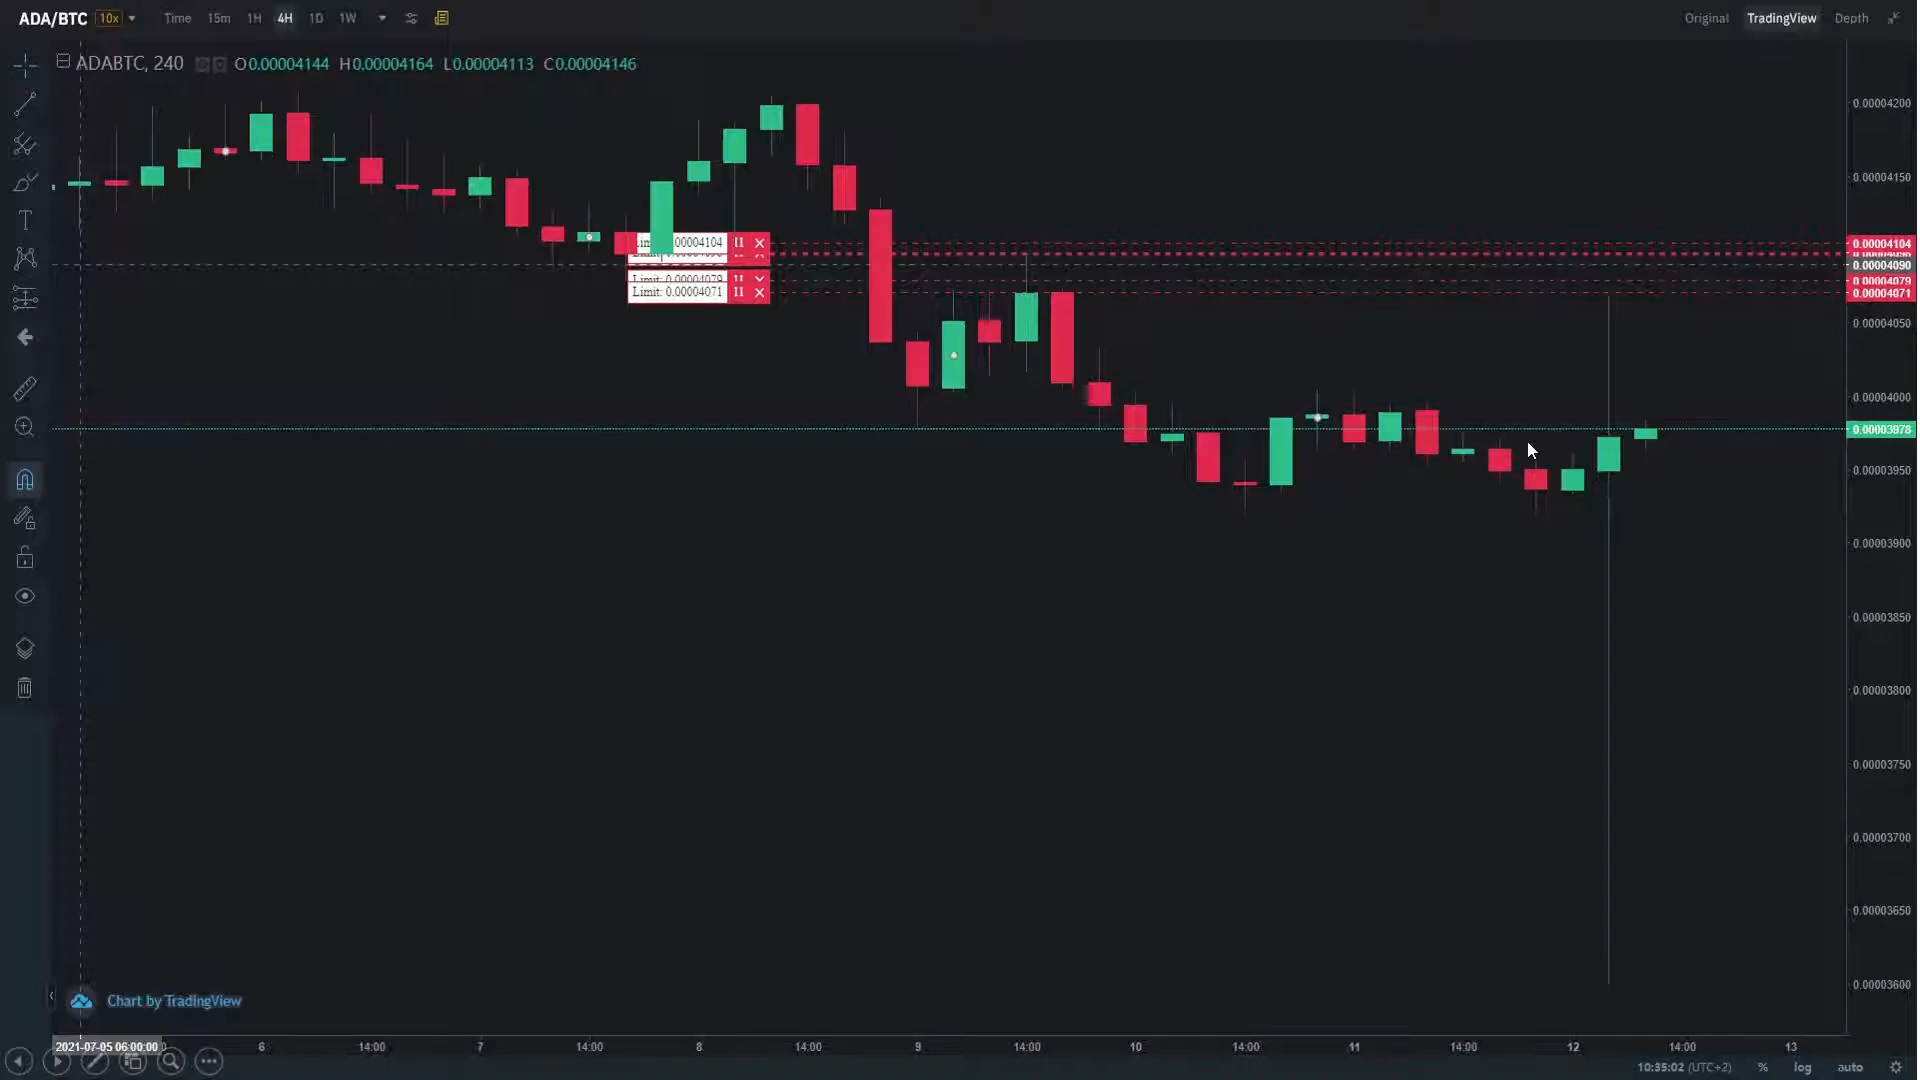 ADA/BTC 10x Time 15m 1H 4H 1D 1W Original TradingView Depth
ADABTC, 240 O0.00004144 H0.00004164 L0.00004113 C0.00004146
0.00004200
0.00004150
0.00004104
0.00004104
0.00004090
0.00004079
Limit: 0.00004079
Limit: 0.00004071
0.00004071
0.00004050
0.00004000
0.00003978
0.00003950
0.00003900
0.00003850
0.00003800
0.00003750
0.00003700
0.00003650
0.00003600
Chart by TradingView
2021-07-05 06:00:00 6 14:00 7 14:00 8 14:00 9 14:00 10 14:00 11 14:00 12 14:00 13
10:35:02 (UTC+2) % log auto